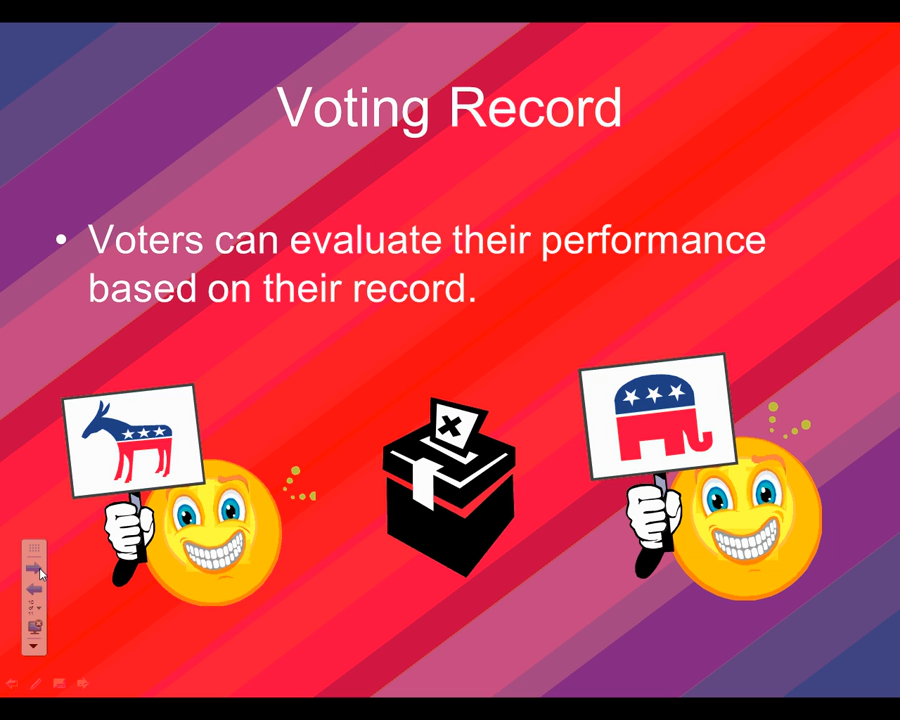 Voting Record
• Voters can evaluate their performance
based on their record.